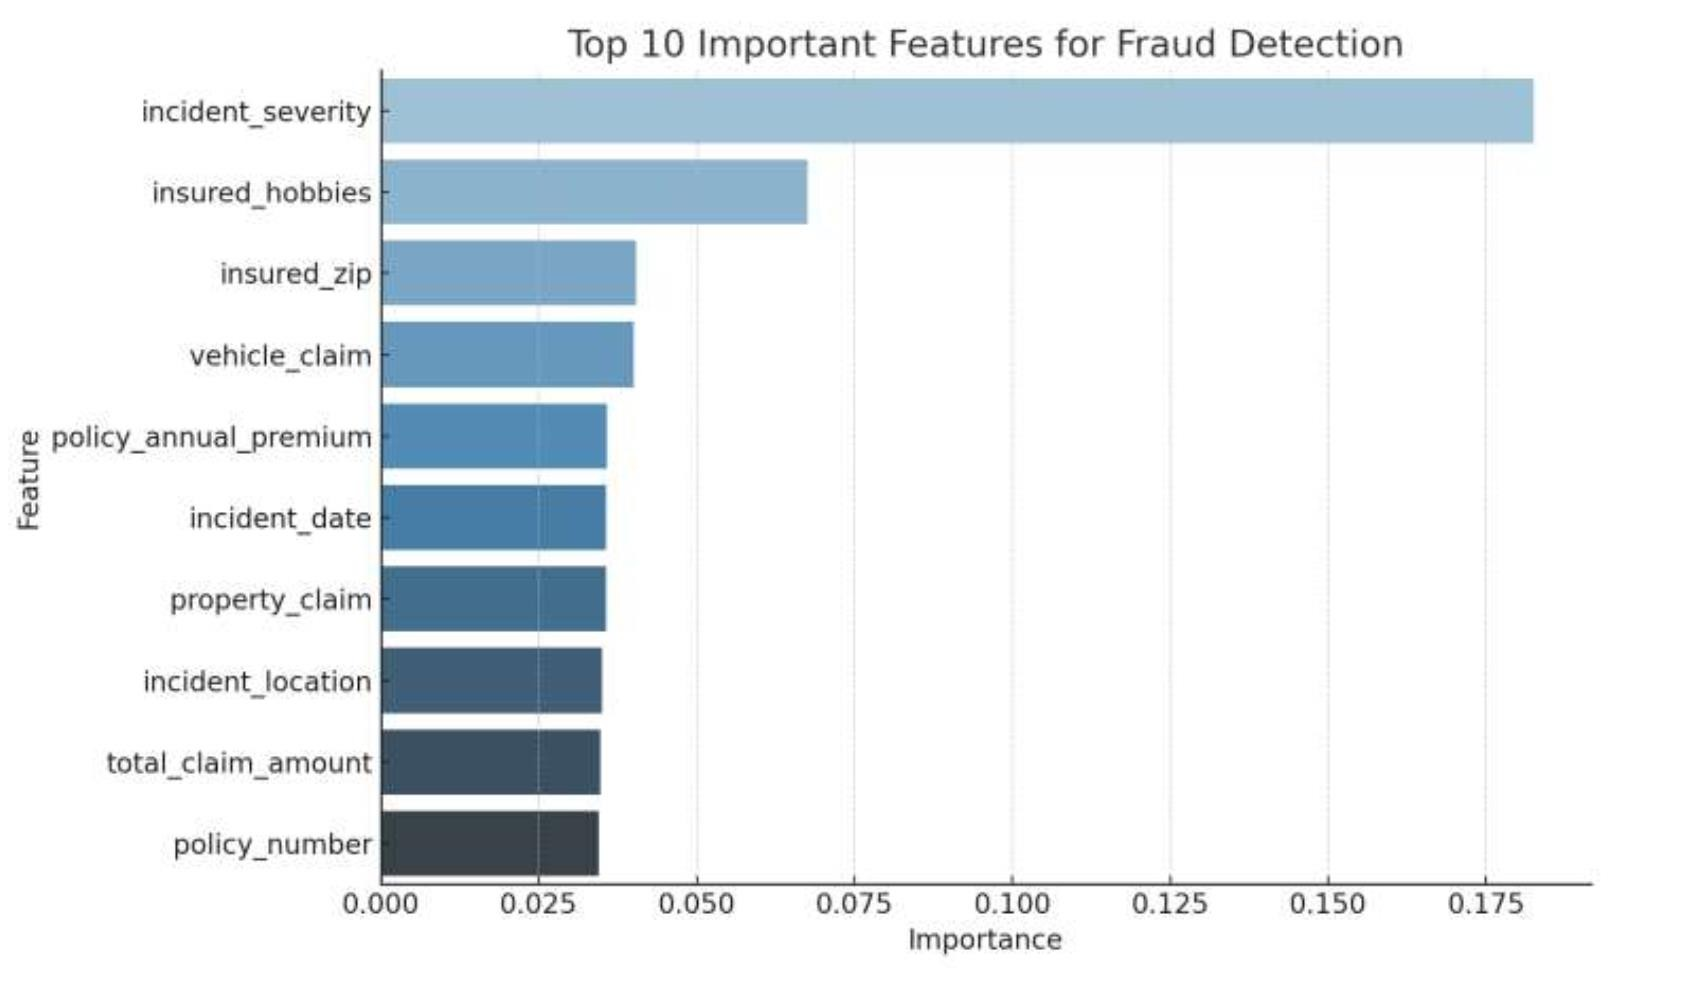 Top 10 Important Features for Fraud Detection
incident_severity
insured_hobbies
insured_zip
vehicle_claim
policy_annual_premium
incident_date
property_claim
incident_location
total_claim_amount
policy_number
Feature
0.000 0.025 0.050 0.075 0.100 0.125 0.150 0.175
Importance